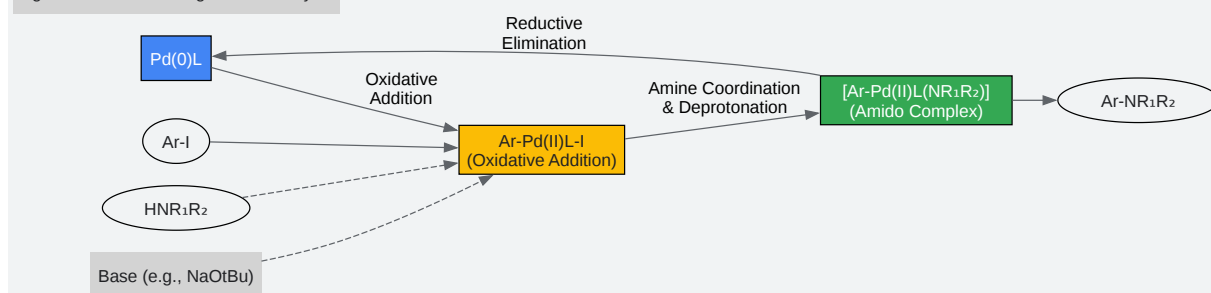 Reductive
Elimination
Pd(0)L
Oxidative
Addition
Amine Coordination
& Deprotonation
[Ar-Pd(II)L(NR₁R₂)]
(Amido Complex)
Ar-NR₁R₂
Ar-I
Ar-Pd(II)L-I
(Oxidative Addition)
HNR₁R₂
Base (e.g., NaOtBu)